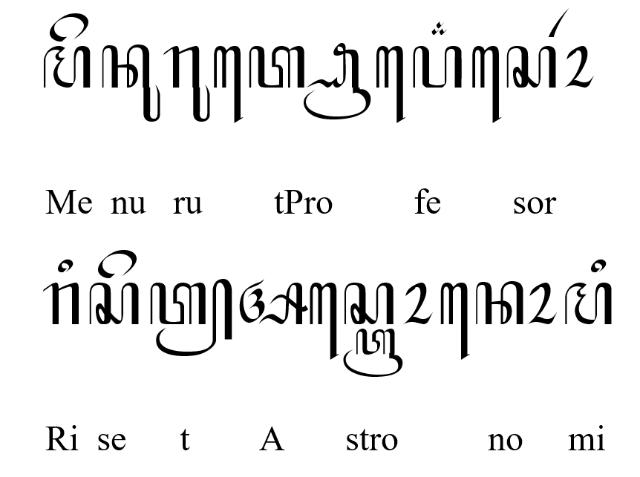 ꦩꦼꦤꦸꦫꦸꦠ꧀ꦥꦿꦺꦴꦥ꦳ꦺꦱꦺꦴꦂ
Me nu ru tPro fe sor
ꦫꦶꦱꦼꦠ꧀ꦄꦱ꧀ꦠꦿꦺꦴꦤꦺꦴꦩꦶ
Ri se t A stro no mi